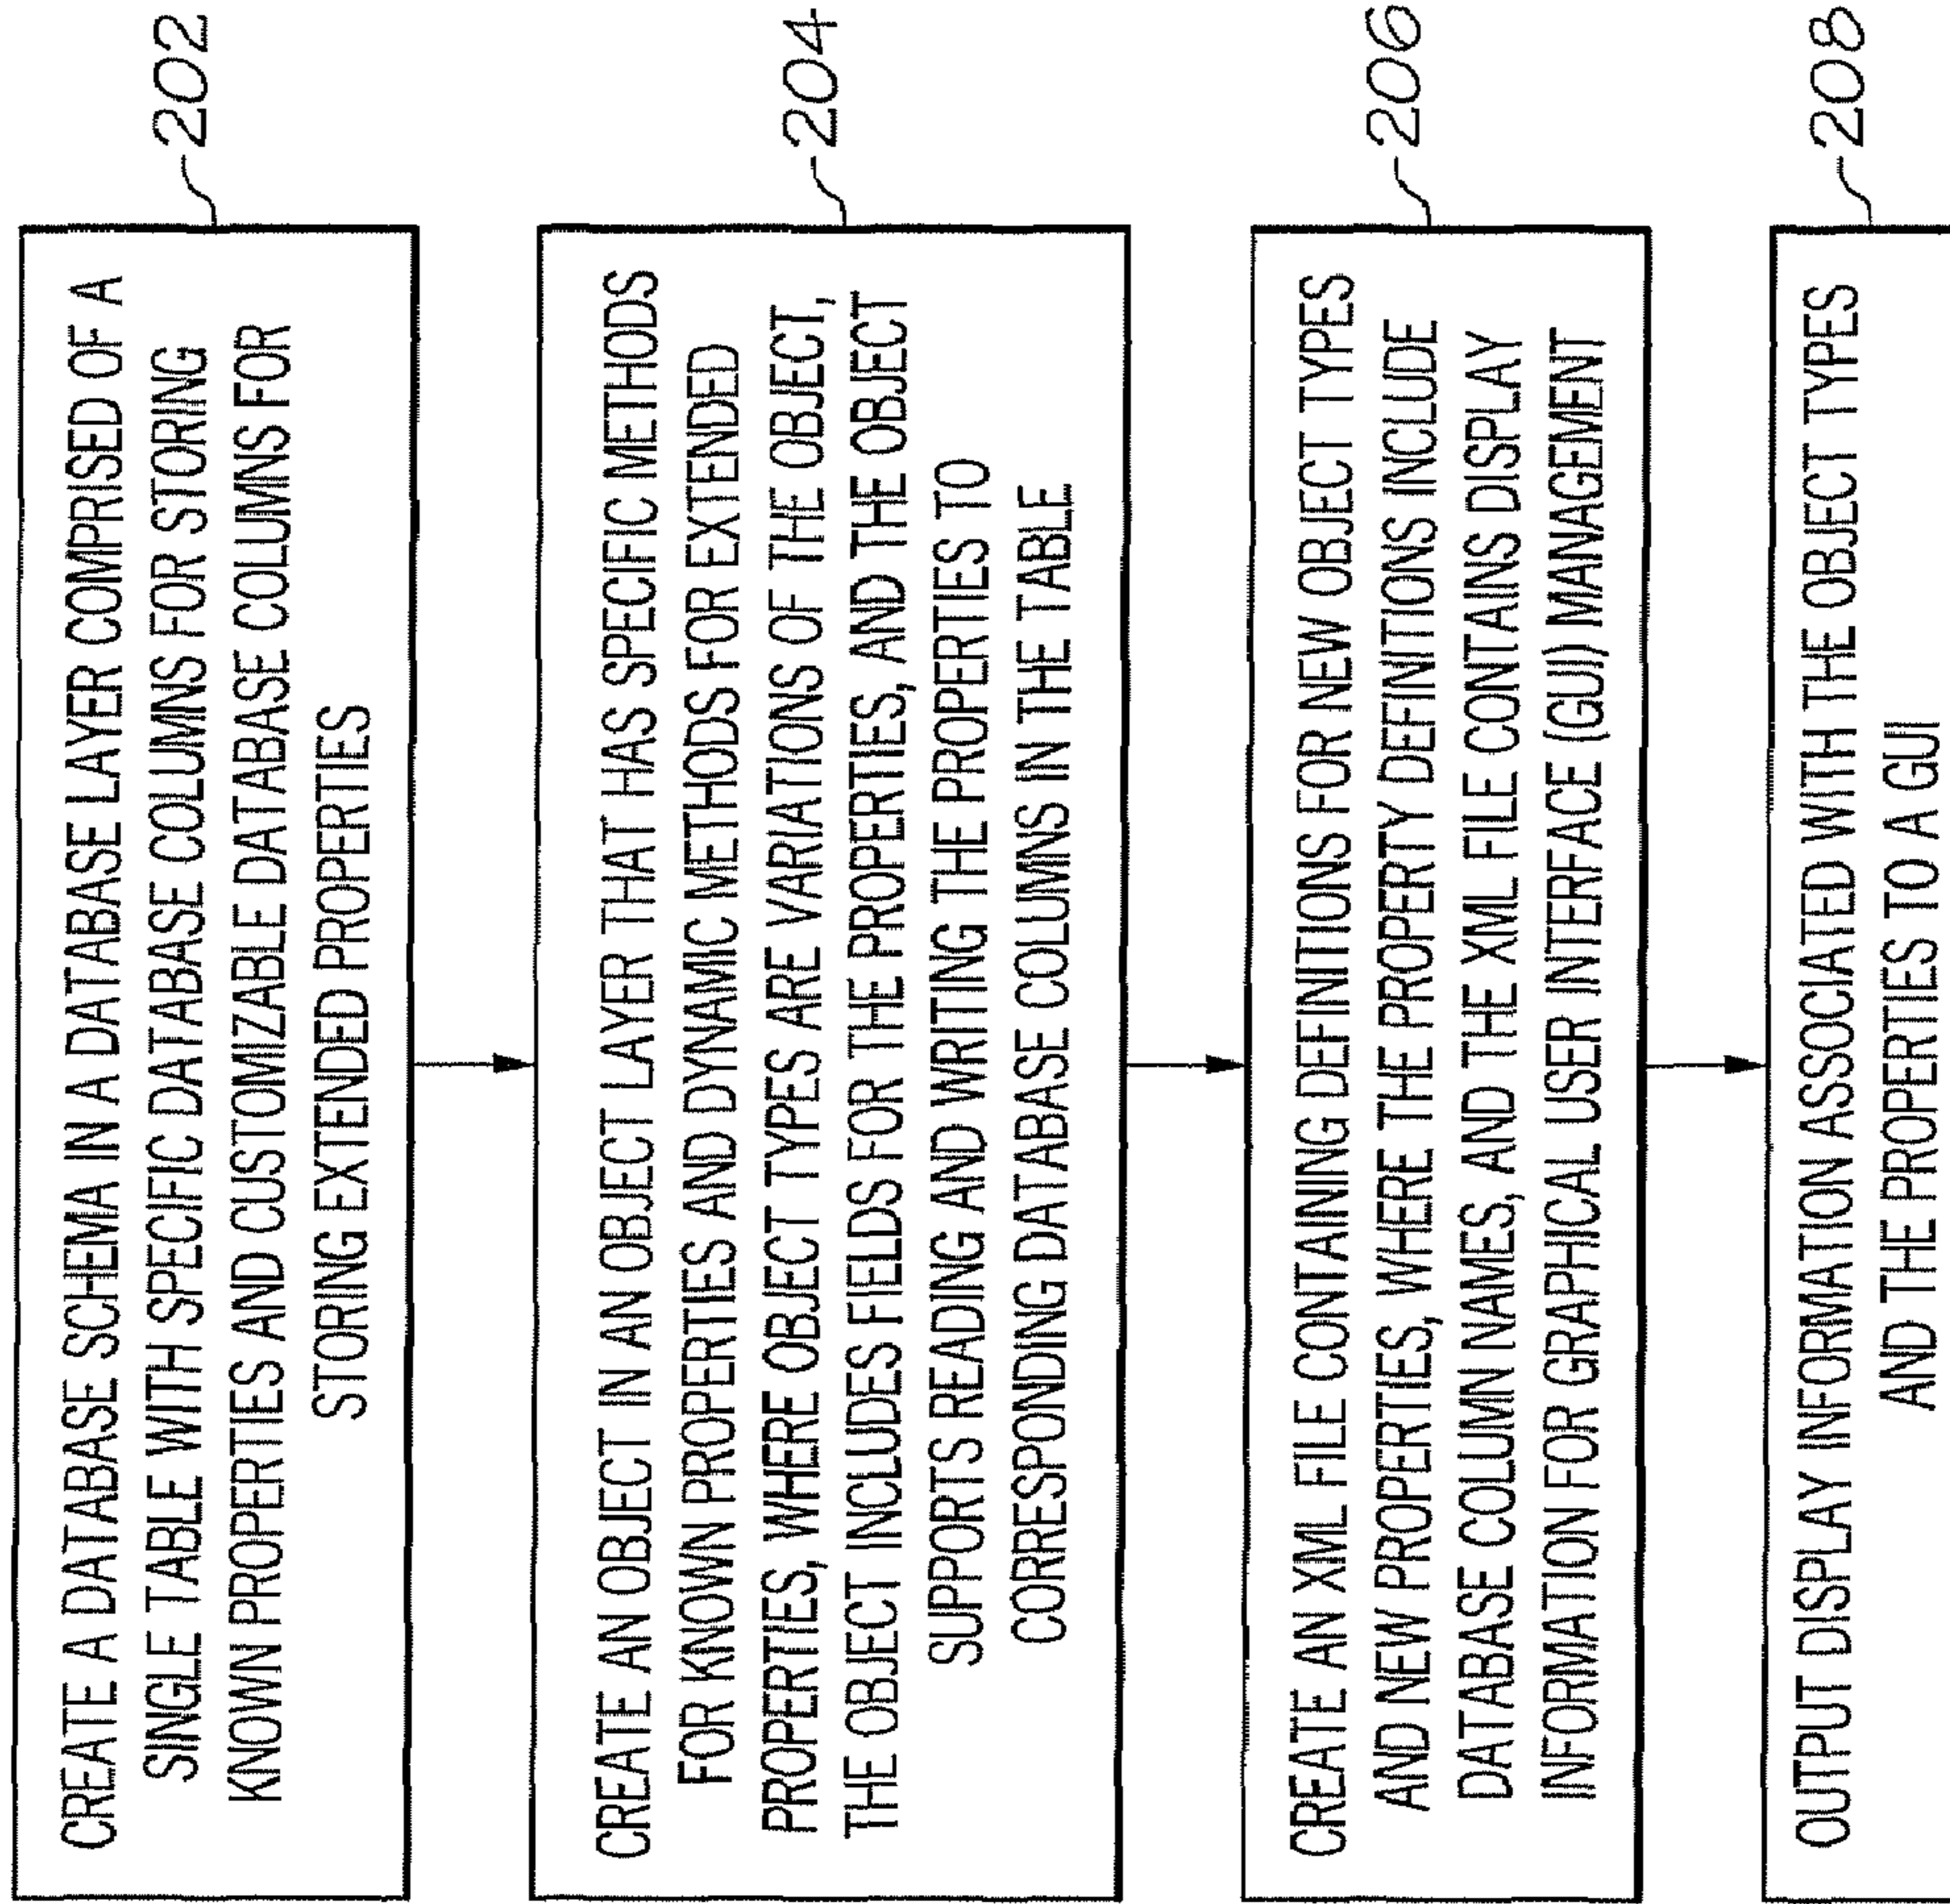 CREATE A DATABASE SCHEMA IN A DATABASE LAYER COMPRISED OF A
SINGLE TABLE WITH SPECIFIC DATABASE COLUMNS FOR STORING
KNOWN PROPERTIES AND CUSTOMIZABLE DATABASE COLUMNS FOR
STORING EXTENDED PROPERTIES
202
CREATE AN OBJECT IN AN OBJECT LAYER THAT HAS SPECIFIC METHODS
FOR KNOWN PROPERTIES AND DYNAMIC METHODS FOR EXTENDED
PROPERTIES, WHERE OBJECT TYPES ARE VARIATIONS OF THE OBJECT,
THE OBJECT INCLUDES FIELDS FOR THE PROPERTIES, AND THE OBJECT
SUPPORTS READING AND WRITING THE PROPERTIES TO
CORRESPONDING DATABASE COLUMNS IN THE TABLE
204
CREATE AN XML FILE CONTAINING DEFINITIONS FOR NEW OBJECT TYPES
AND NEW PROPERTIES, WHERE THE PROPERTY DEFINITIONS INCLUDE
DATABASE COLUMN NAMES, AND THE XML FILE CONTAINS DISPLAY
INFORMATION FOR GRAPHICAL USER INTERFACE (GUI) MANAGEMENT
206
OUTPUT DISPLAY INFORMATION ASSOCIATED WITH THE OBJECT TYPES
AND THE PROPERTIES TO A GUI
208